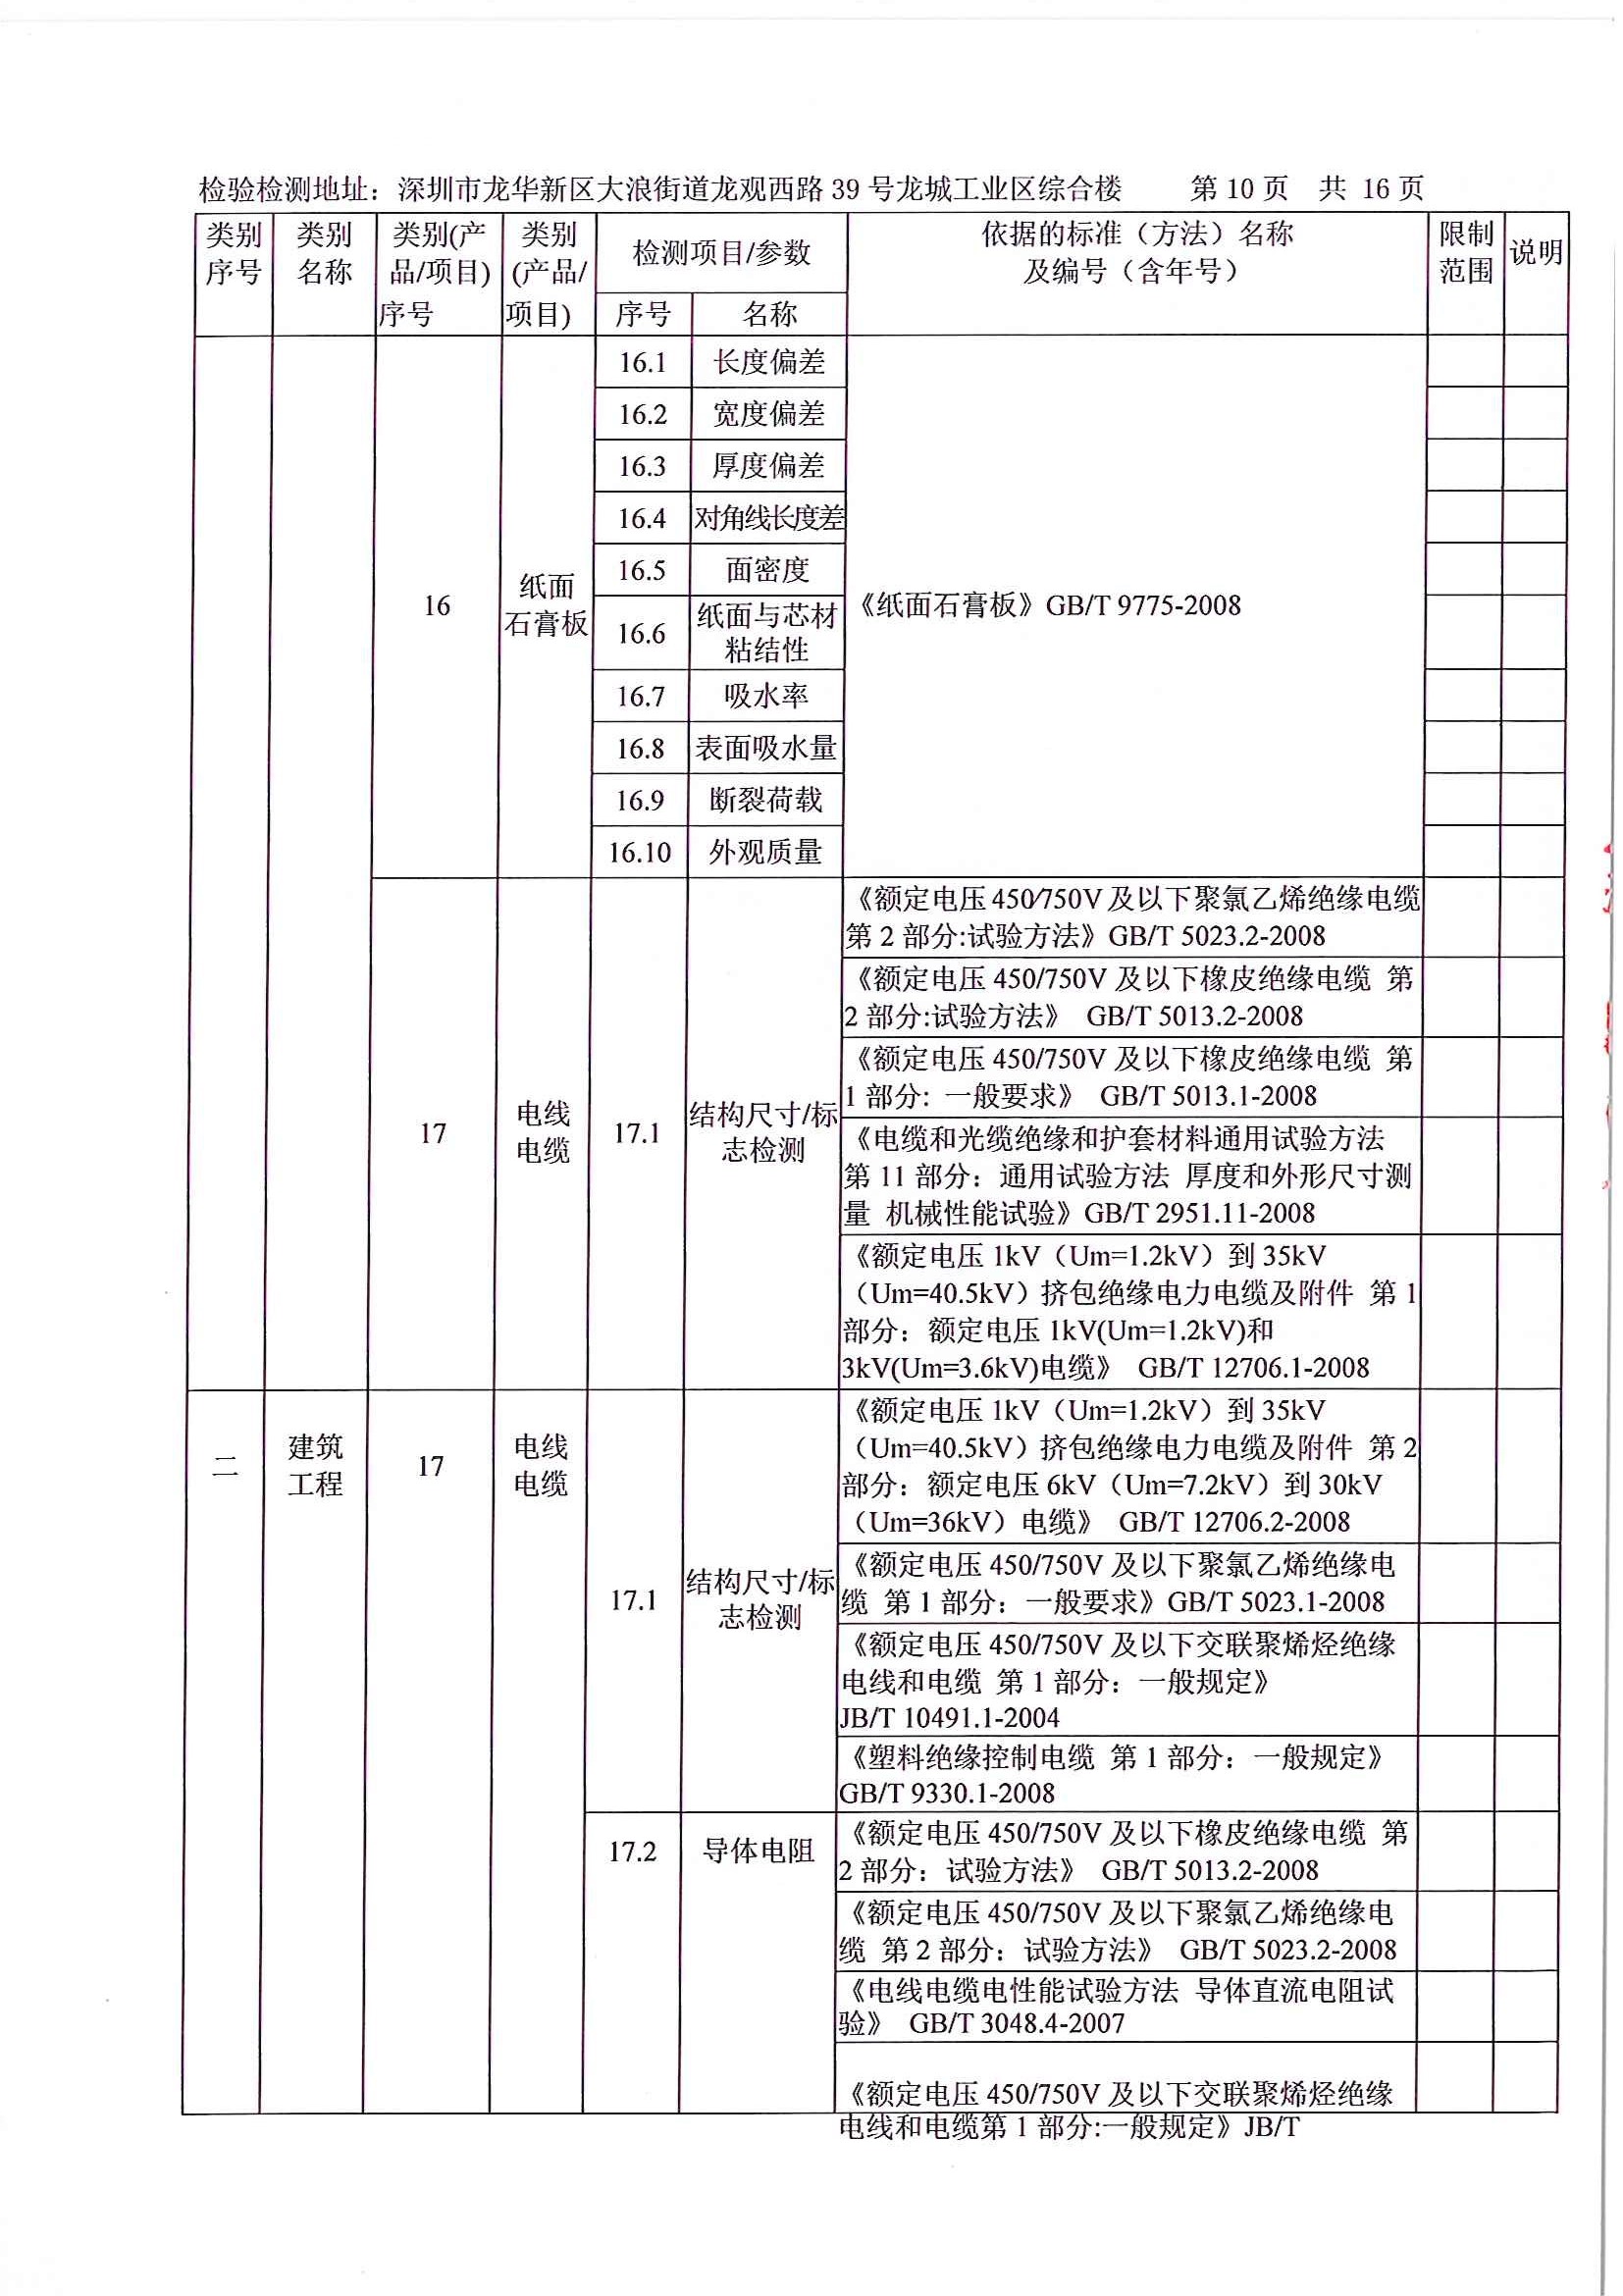 检验检测地址：深圳市龙华新区大浪街道龙观西路 39 号龙城工业区综合楼 第 10 页 共 16 页
类别序号 类别名称 类别(产品/项目)序号 类别(产品/项目) 检测项目/参数 依据的标准（方法）名称及编号（含年号） 限制范围 说明
序号 名称
16 纸面石膏板
16.1 长度偏差
16.2 宽度偏差
16.3 厚度偏差
16.4 对角线长度差
16.5 面密度
16.6 纸面与芯材
粘结性
《纸面石膏板》GB/T 9775-2008
16.7 吸水率
16.8 表面吸水量
16.9 断裂荷载
16.10 外观质量
17 电线电缆
17.1 结构尺寸/标
志检测
《额定电压 450/750V 及以下聚氯乙烯绝缘电缆
第 2 部分:试验方法》GB/T 5023.2-2008
《额定电压 450/750V 及以下橡皮绝缘电缆 第
2 部分:试验方法》 GB/T 5013.2-2008
《额定电压 450/750V 及以下橡皮绝缘电缆 第
1 部分: 一般要求》 GB/T 5013.1-2008
《电缆和光缆绝缘和护套材料通用试验方法
第 11 部分：通用试验方法 厚度和外形尺寸测
量 机械性能试验》GB/T 2951.11-2008
《额定电压 1kV（Um=1.2kV）到 35kV
（Um=40.5kV）挤包绝缘电力电缆及附件 第 1
部分：额定电压 1kV(Um=1.2kV)和
3kV(Um=3.6kV)电缆》 GB/T 12706.1-2008
二 建筑工程 17 电线电缆
17.1 结构尺寸/标
志检测
《额定电压 1kV（Um=1.2kV）到 35kV
（Um=40.5kV）挤包绝缘电力电缆及附件 第 2
部分：额定电压 6kV（Um=7.2kV）到 30kV
（Um=36kV）电缆》 GB/T 12706.2-2008
《额定电压 450/750V 及以下聚氯乙烯绝缘电
缆 第 1 部分：一般要求》GB/T 5023.1-2008
《额定电压 450/750V 及以下交联聚烯烃绝缘
电线和电缆 第 1 部分：一般规定》
JB/T 10491.1-2004
《塑料绝缘控制电缆 第 1 部分：一般规定》
GB/T 9330.1-2008
17.2 导体电阻
《额定电压 450/750V 及以下橡皮绝缘电缆 第
2 部分：试验方法》 GB/T 5013.2-2008
《额定电压 450/750V 及以下聚氯乙烯绝缘电
缆 第 2 部分：试验方法》 GB/T 5023.2-2008
《电线电缆电性能试验方法 导体直流电阻试
验》 GB/T 3048.4-2007
《额定电压 450/750V 及以下交联聚烯烃绝缘
电线和电缆第 1 部分:一般规定》JB/T